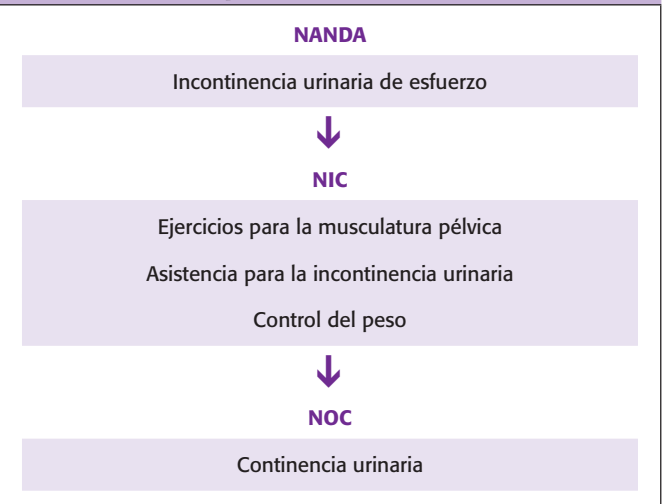 NANDA
Incontinencia urinaria de esfuerzo
NIC
Ejercicios para la musculatura pélvica
Asistencia para la incontinencia urinaria
Control del peso
NOC
Continencia urinaria